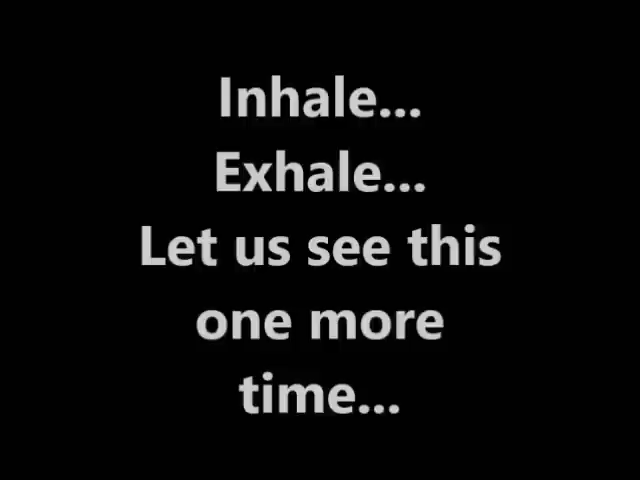 Inhale...
Exhale...
Let us see this
one more
time...